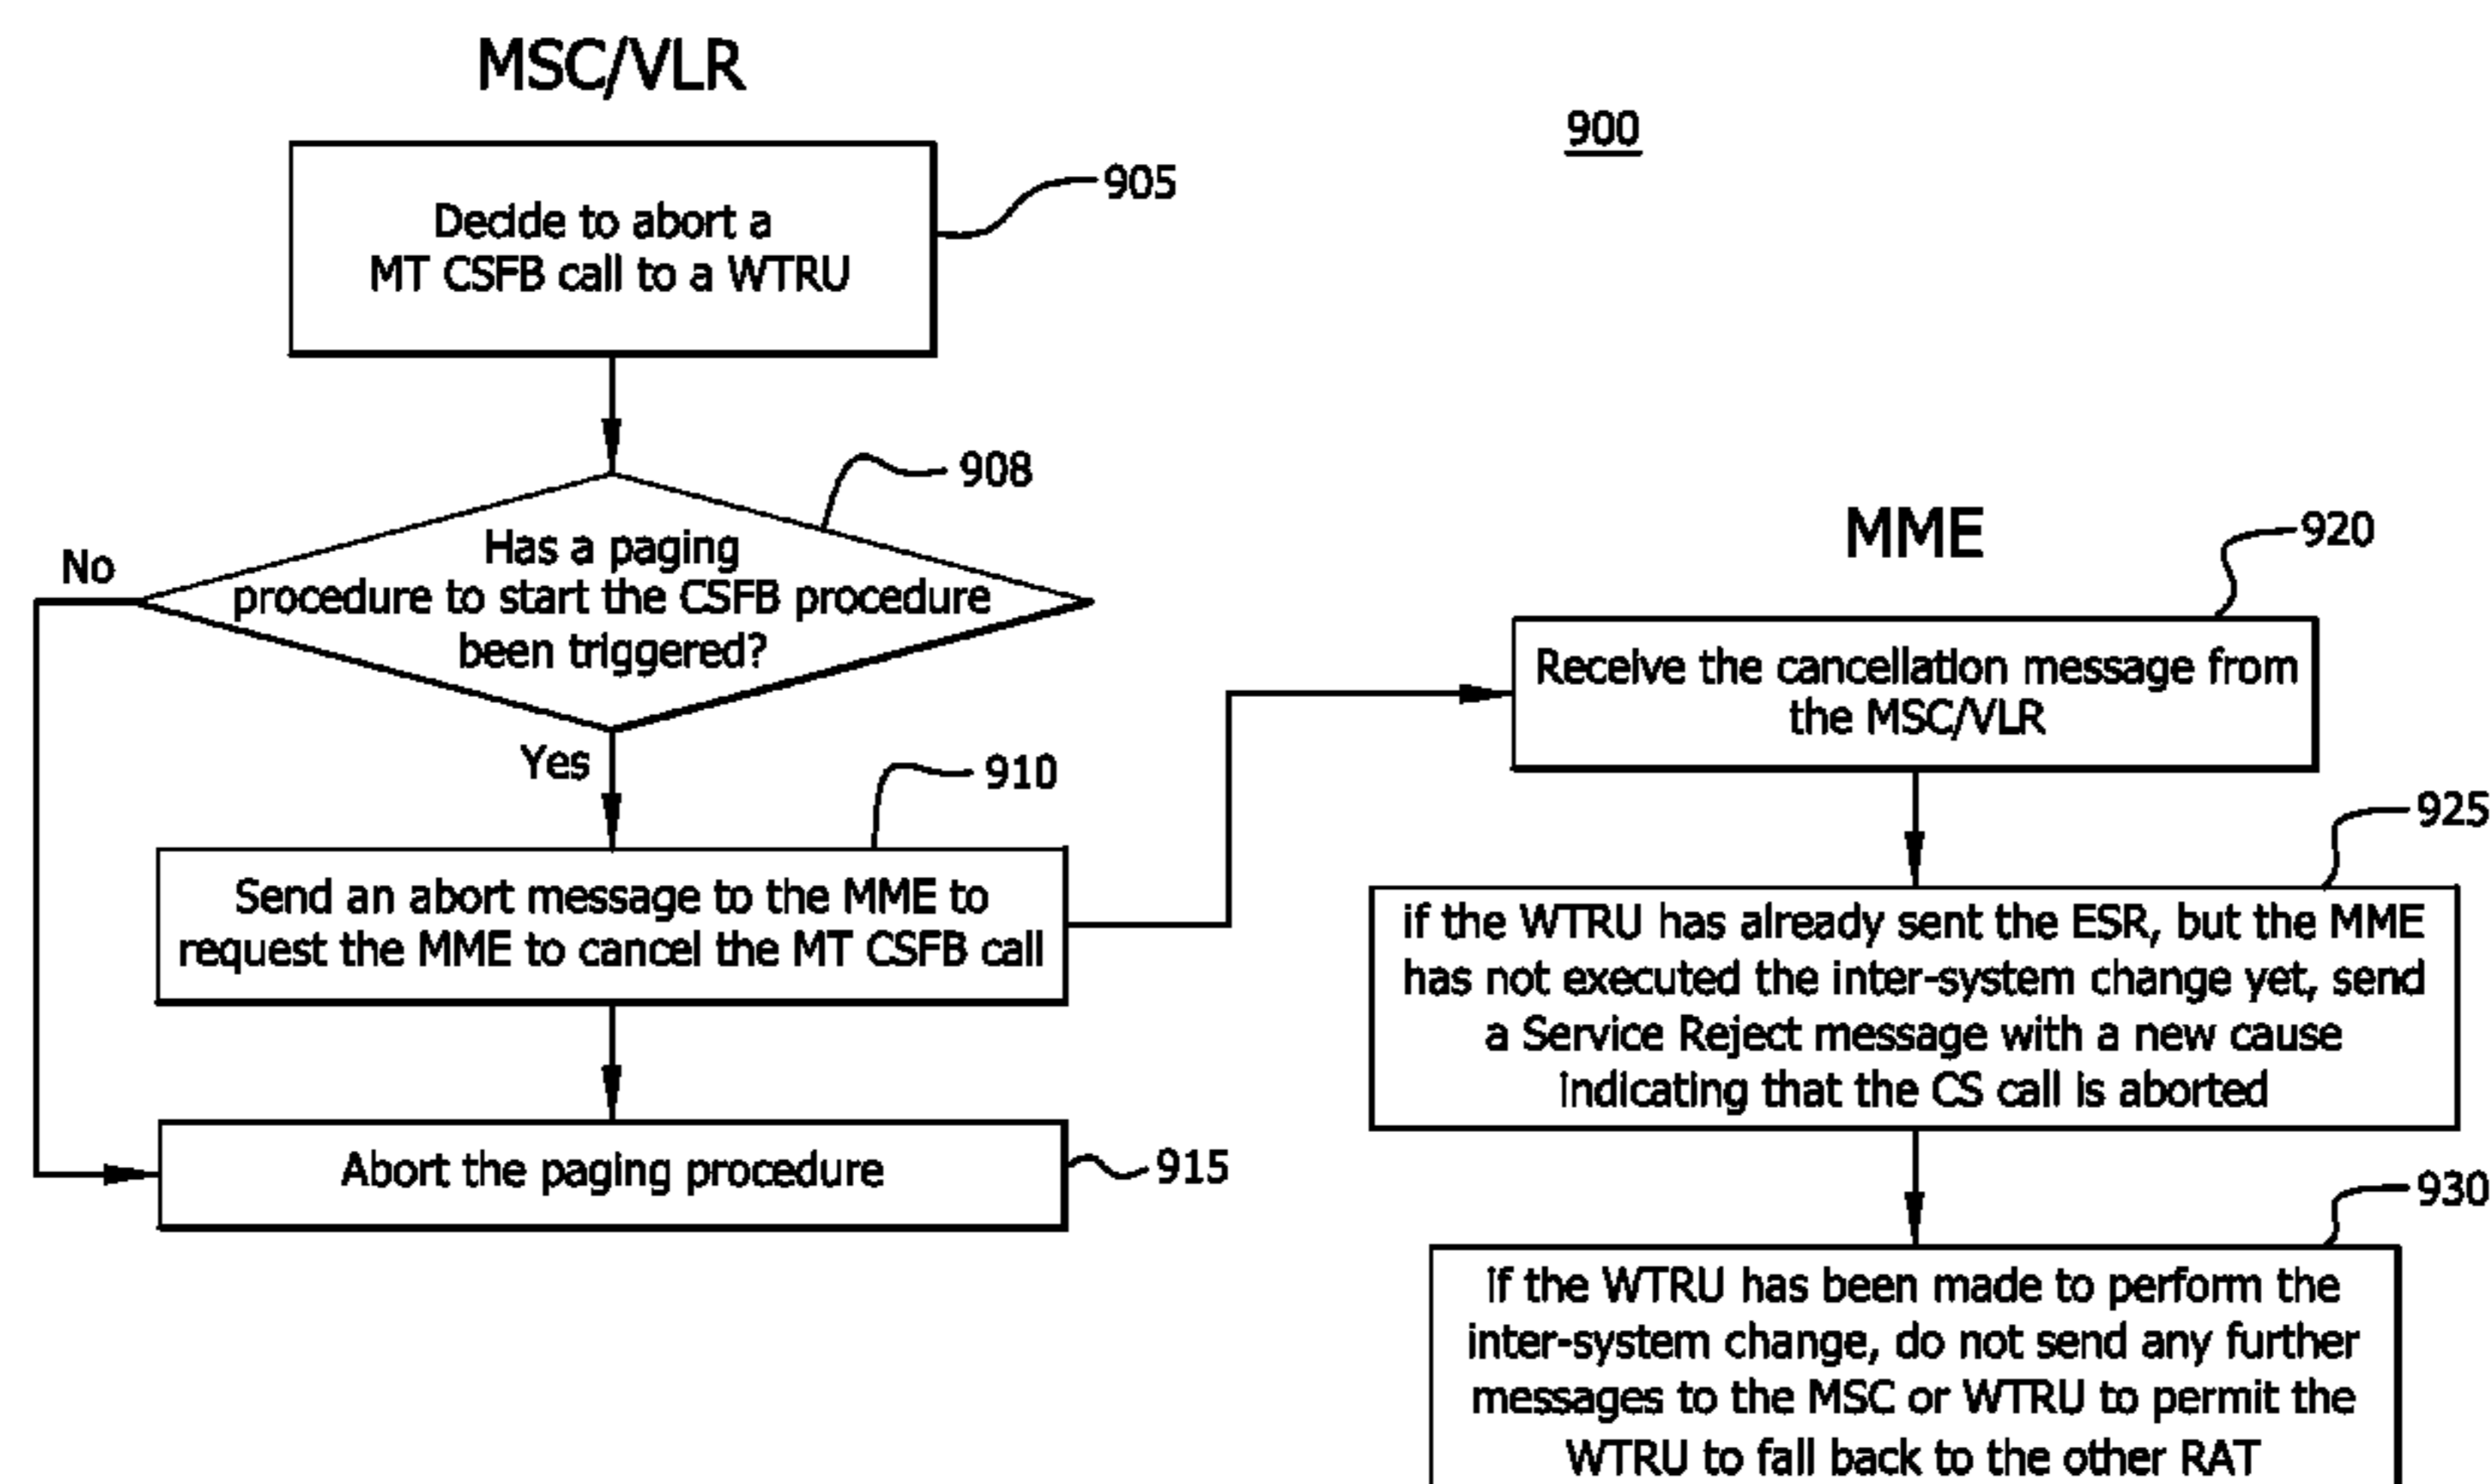 MSC/VLR
900
Decide to abort a
MT CSFB call to a WTRU
905
Has a paging
procedure to start the CSFB procedure
been triggered?
908
No
Yes
Send an abort message to the MME to
request the MME to cancel the MT CSFB call
910
Abort the paging procedure
915
MME
Receive the cancellation message from
the MSC/VLR
920
if the WTRU has already sent the ESR, but the MME
has not executed the inter-system change yet, send
a Service Reject message with a new cause
indicating that the CS call is aborted
925
if the WTRU has been made to perform the
inter-system change, do not send any further
messages to the MSC or WTRU to permit the
WTRU to fall back to the other RAT
930